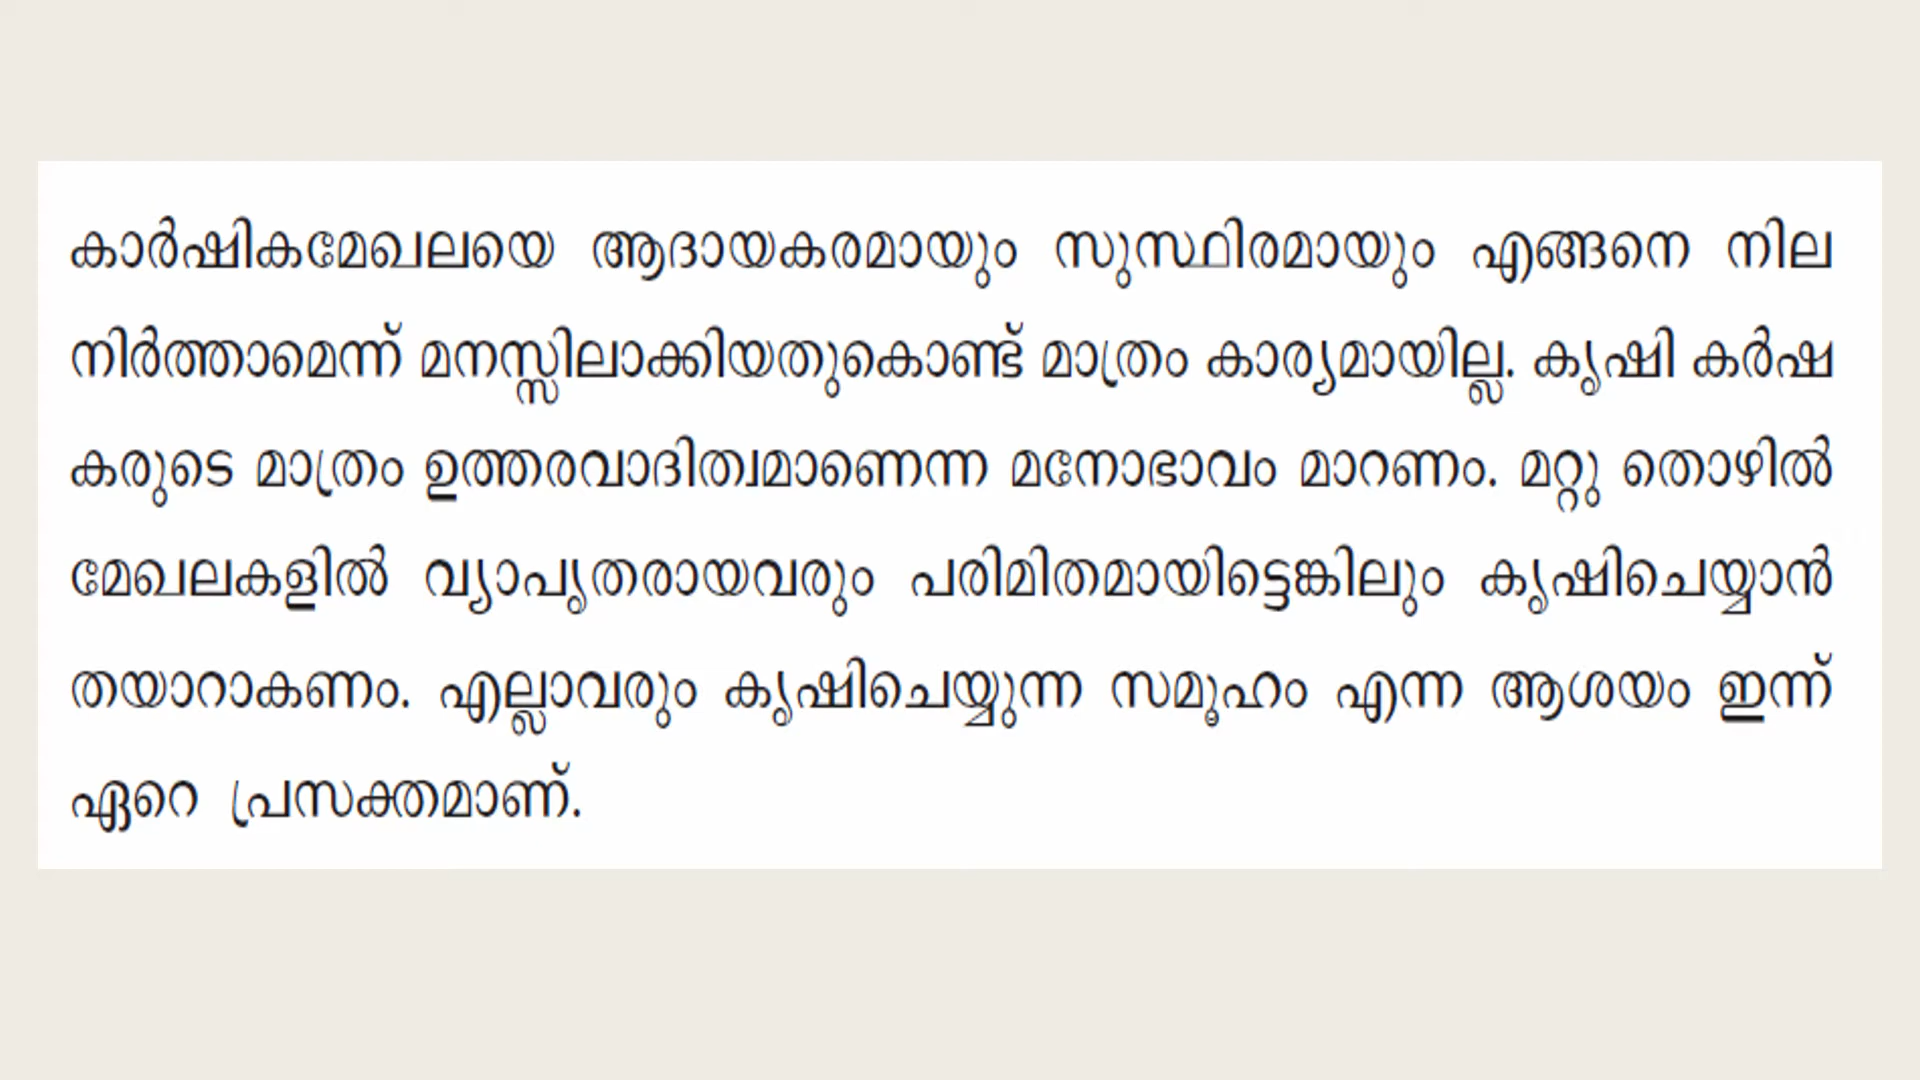 കാർഷികമേഖലയെ ആദായകരമായും സുസ്ഥിരമായും എങ്ങനെ നില
നിർത്താമെന്ന് മനസ്സിലാക്കിയതുകൊണ്ട് മാത്രം കാര്യമായില്ല. കൃഷി കർഷ
കരുടെ മാത്രം ഉത്തരവാദിത്വമാണെന്ന മനോഭാവം മാറണം. മറ്റു തൊഴിൽ
മേഖലകളിൽ വ്യാപൃതരായവരും പരിമിതമായിട്ടെങ്കിലും കൃഷിചെയ്യാൻ
തയാറാകണം. എല്ലാവരും കൃഷിചെയ്യുന്ന സമൂഹം എന്ന ആശയം ഇന്ന്
ഏറെ പ്രസക്തമാണ്.